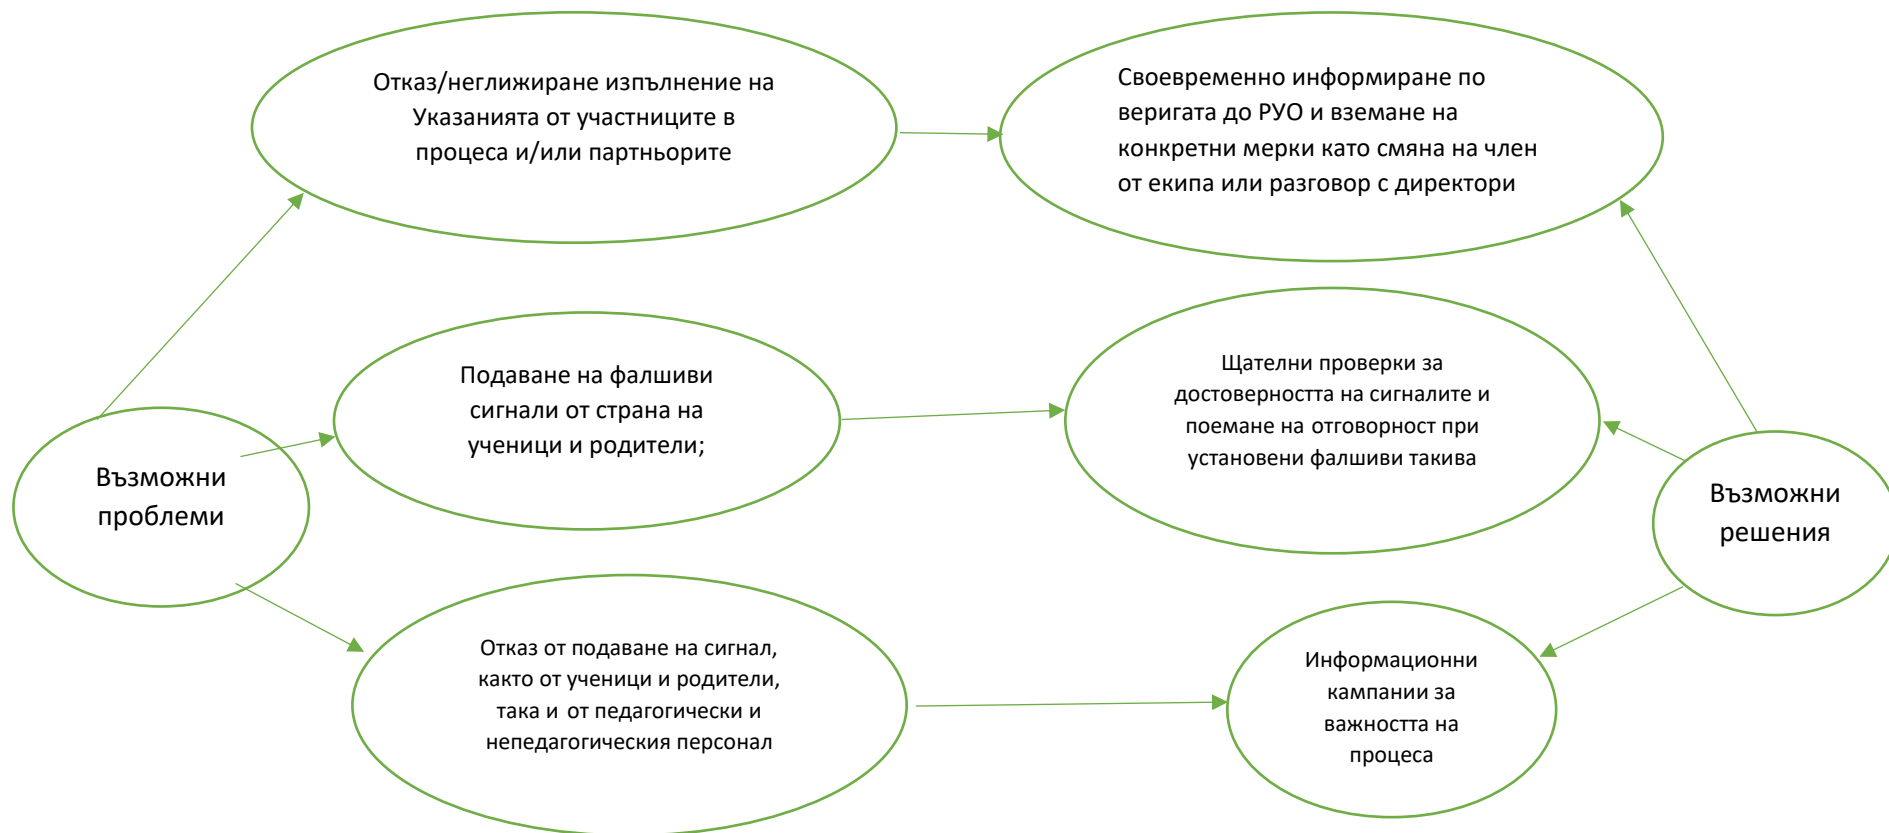 Отказ/неглижиране изпълнение на
Указанията от участниците в
процеса и/или партньорите
Своевременно информиране по
веригата до РУО и вземане на
конкретни мерки като смяна на член
от екипа или разговор с директори
Подаване на фалшиви
сигнали от страна на
ученици и родители;
Щателни проверки за
достоверността на сигналите и
поемане на отговорност при
установени фалшиви такива
Възможни
проблеми
Възможни
решения
Отказ от подаване на сигнал,
както от ученици и родители,
така и от педагогически и
непедагогическия персонал
Информационни
кампании за
важността на
процеса